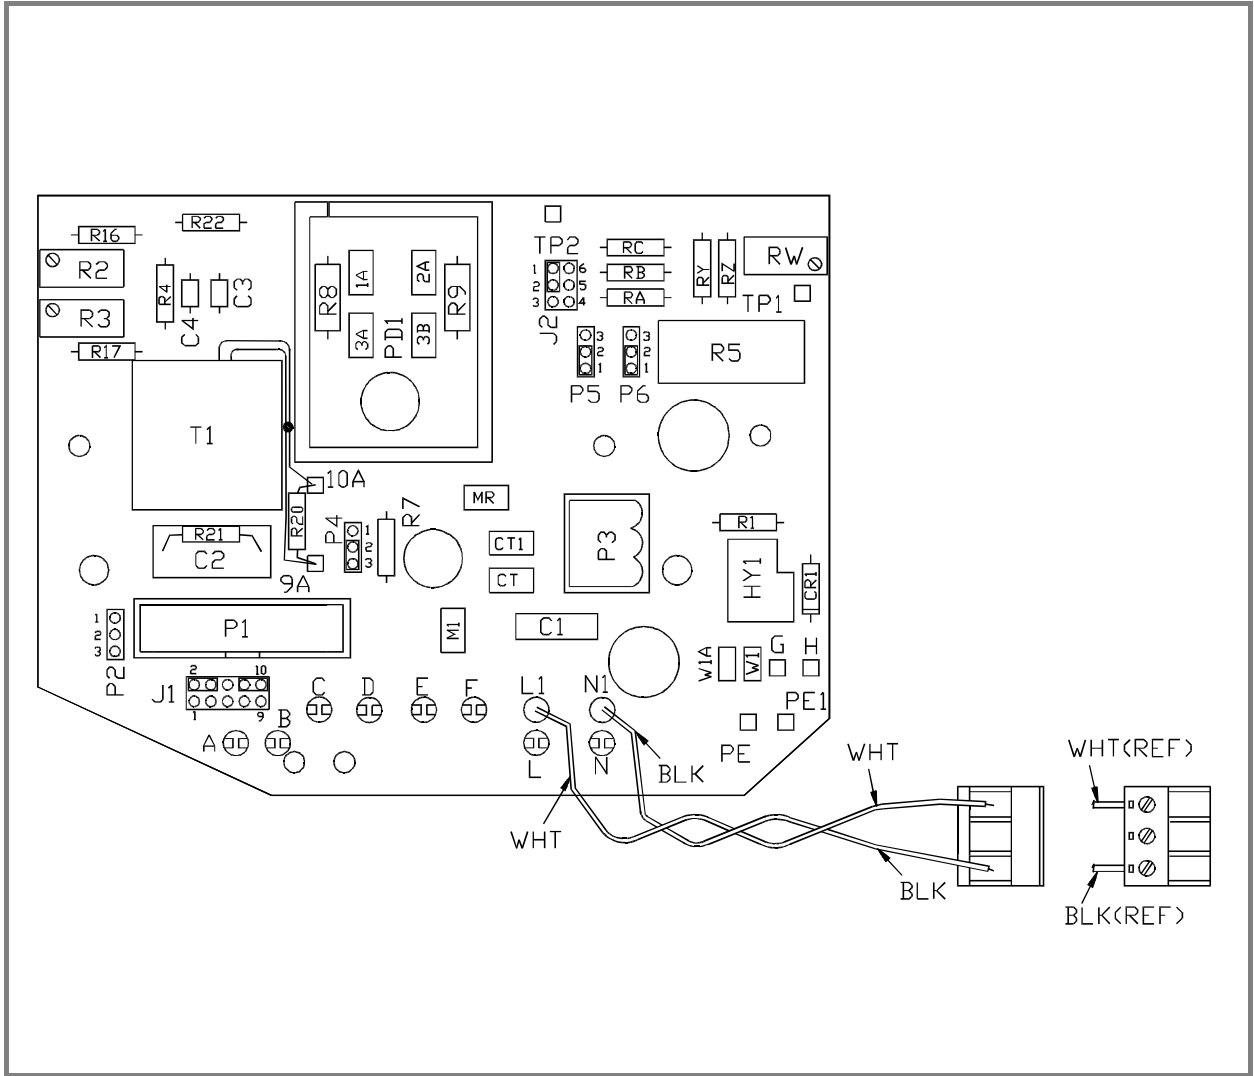 R22
R16
R2
R3
R17
R4
C4
C3
T1
R8
1A
2A
R9
3A
PD1
3B
TP2
1 6
2 5
3 4
J2
RC
RB
RA
RY
RZ
RW
TP1
3
2
1
P5
3
2
1
P6
R5
10A
R20
9A
P4
1
2
3
R7
MR
CT1
CT
P3
R1
HY1
CR1
R21
C2
P1
1
2
3
P2
2 10
J1
1 9
M1
C1
W1A
W1
G
H
A
B
C
D
E
F
L1
N1
L
N
PE1
PE
WHT
BLK
WHT
BLK
WHT(REF)
BLK(REF)